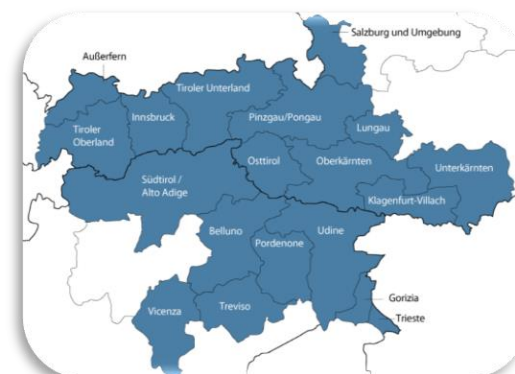 Salzburg und Umgebung
Außerfern
Tiroler Unterland
Innsbruck
Pinzgau/Pongau
Tiroler
Oberland
Lungau
Osttirol
Oberkärnten
Unterkärnten
Südtirol /
Alto Adige
Klagenfurt-Villach
Belluno
Udine
Pordenone
Gorizia
Vicenza
Treviso
Trieste